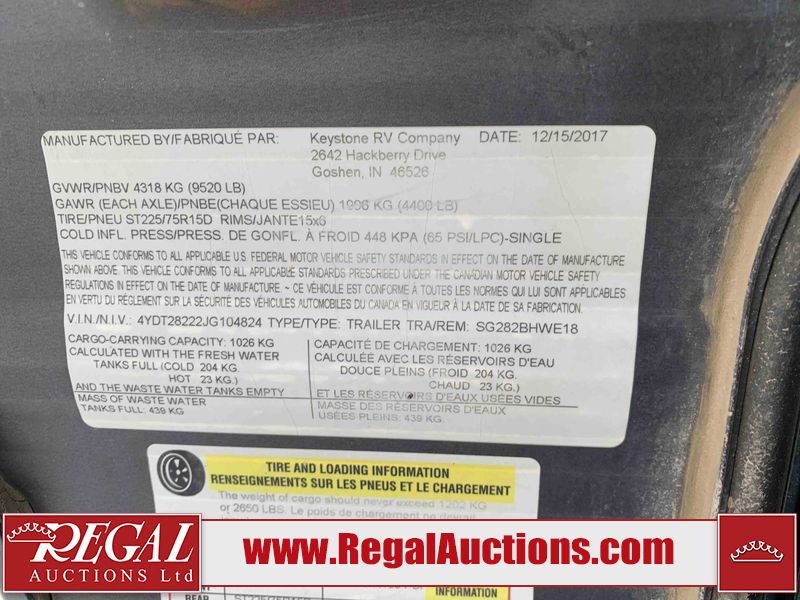 MANUFACTURED BY/FABRIQUÉ PAR: Keystone RV Company DATE: 12/15/2017
2642 Hackberry Drive
Goshen, IN 46526
GVWR/PNBV 4318 KG (9520 LB)
GAWR (EACH AXLE)/PNBE(CHAQUE ESSIEU) 1996 KG (4400 LB)
TIRE/PNEU ST225/75R15D RIMS/JANTE15x6
COLD INFL. PRESS/PRESS. DE GONFL. À FROID 448 KPA (65 PSI/LPC)-SINGLE
THIS VEHICLE CONFORMS TO ALL APPLICABLE U.S. FEDERAL MOTOR VEHICLE SAFETY STANDARDS IN EFFECT ON THE DATE OF MANUFACTURE
SHOWN ABOVE. THIS VEHICLE CONFORMS TO ALL APPLICABLE STANDARDS PRESCRIBED UNDER THE CANADIAN MOTOR VEHICLE SAFETY
REGULATIONS IN EFFECT ON THE DATE OF MANUFACTURE. ~ CE VÉHICULE EST CONFORME À TOUTES LES NORMES QUI LUI SONT APPLICABLES
EN VERTU DU RÈGLEMENT SUR LA SÉCURITÉ DES VÉHICULES AUTOMOBILES DU CANADA EN VIGUEUR À LA DATE DE SA FABRICATION.
V.I.N./N.I.V.: 4YDT28222JG104824 TYPE/TYPE: TRAILER TRA/REM: SG282BHWE18
CARGO-CARRYING CAPACITY: 1026 KG
CALCULATED WITH THE FRESH WATER
TANKS FULL (COLD 204 KG.
HOT 23 KG.)
AND THE WASTE WATER TANKS EMPTY
MASS OF WASTE WATER
TANKS FULL: 439 KG
CAPACITÉ DE CHARGEMENT: 1026 KG
CALCULÉE AVEC LES RÉSERVOIRS D'EAU
DOUCE PLEINS (FROID 204 KG.
CHAUD 23 KG.)
ET LES RÉSERVOIRS D'EAUX USÉES VIDES
MASSE DES RÉSERVOIRS D'EAUX
USÉES PLEINS: 439 KG.
TIRE AND LOADING INFORMATION
RENSEIGNEMENTS SUR LES PNEUS ET LE CHARGEMENT
The weight of cargo should never exceed 1202 KG
or 2650 LBS. Le poids de chargement ne devrait
REGAL
AUCTIONS Ltd
www.RegalAuctions.com
INFORMATION
REAR